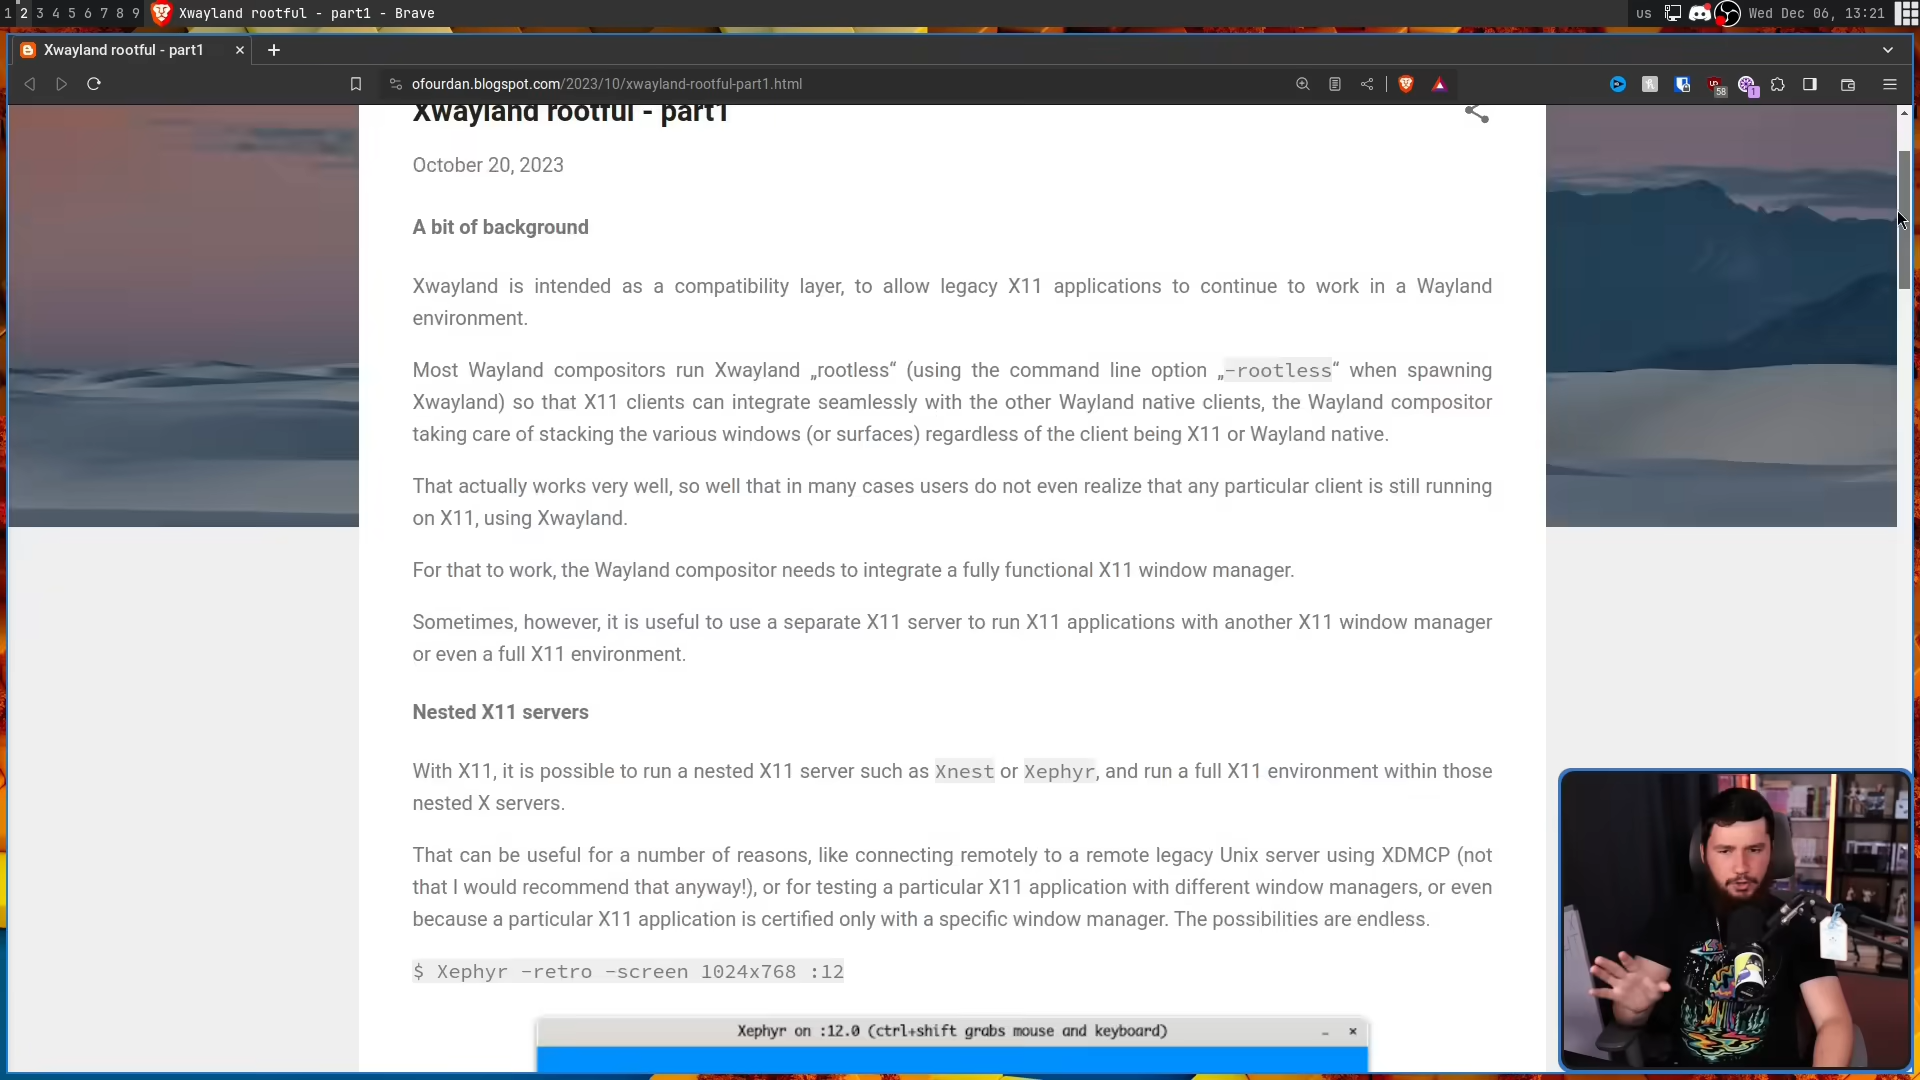 1 2 3 4 5 6 7 8 9 Xwayland rootful - part1 - Brave
us Wed Dec 06, 13:21
Xwayland rootful - part1
ofourdan.blogspot.com/2023/10/xwayland-rootful-part1.html
58
1
Xwayland rootful - part1
October 20, 2023
A bit of background
Xwayland is intended as a compatibility layer, to allow legacy X11 applications to continue to work in a Wayland
environment.
Most Wayland compositors run Xwayland „rootless“ (using the command line option „-rootless“ when spawning
Xwayland) so that X11 clients can integrate seamlessly with the other Wayland native clients, the Wayland compositor
taking care of stacking the various windows (or surfaces) regardless of the client being X11 or Wayland native.
That actually works very well, so well that in many cases users do not even realize that any particular client is still running
on X11, using Xwayland.
For that to work, the Wayland compositor needs to integrate a fully functional X11 window manager.
Sometimes, however, it is useful to use a separate X11 server to run X11 applications with another X11 window manager
or even a full X11 environment.
Nested X11 servers
With X11, it is possible to run a nested X11 server such as Xnest or Xephyr, and run a full X11 environment within those
nested X servers.
That can be useful for a number of reasons, like connecting remotely to a remote legacy Unix server using XDMCP (not
that I would recommend that anyway!), or for testing a particular X11 application with different window managers, or even
because a particular X11 application is certified only with a specific window manager. The possibilities are endless.
$ Xephyr -retro -screen 1024x768 :12
Xephyr on :12.0 (ctrl+shift grabs mouse and keyboard)